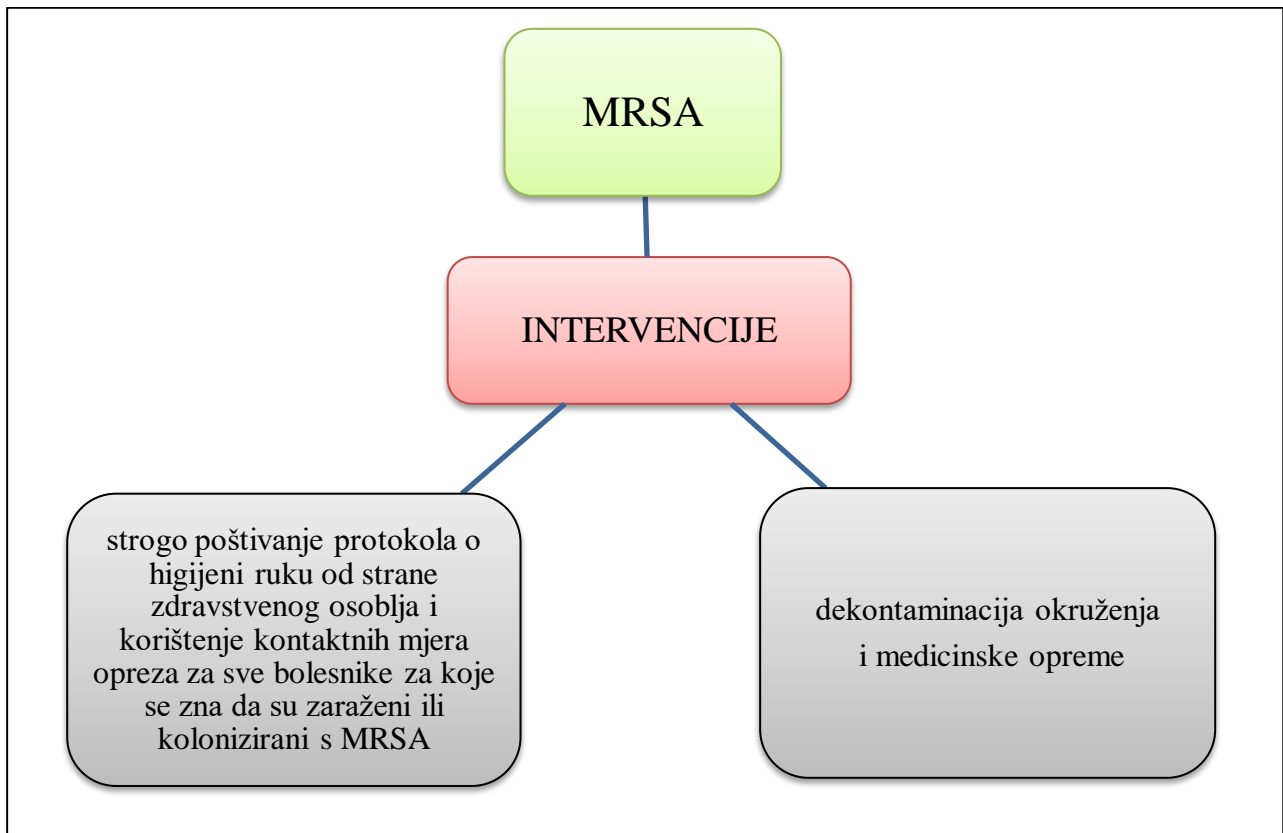 MRSA
INTERVENCIJE
strogo poštivanje protokola o
higijeni ruku od strane
zdravstvenog osoblja i
korištenje kontaktnih mjera
opreza za sve bolesnike za koje
se zna da su zaraženi ili
kolonizirani s MRSA
dekontaminacija okruženja
i medicinske opreme